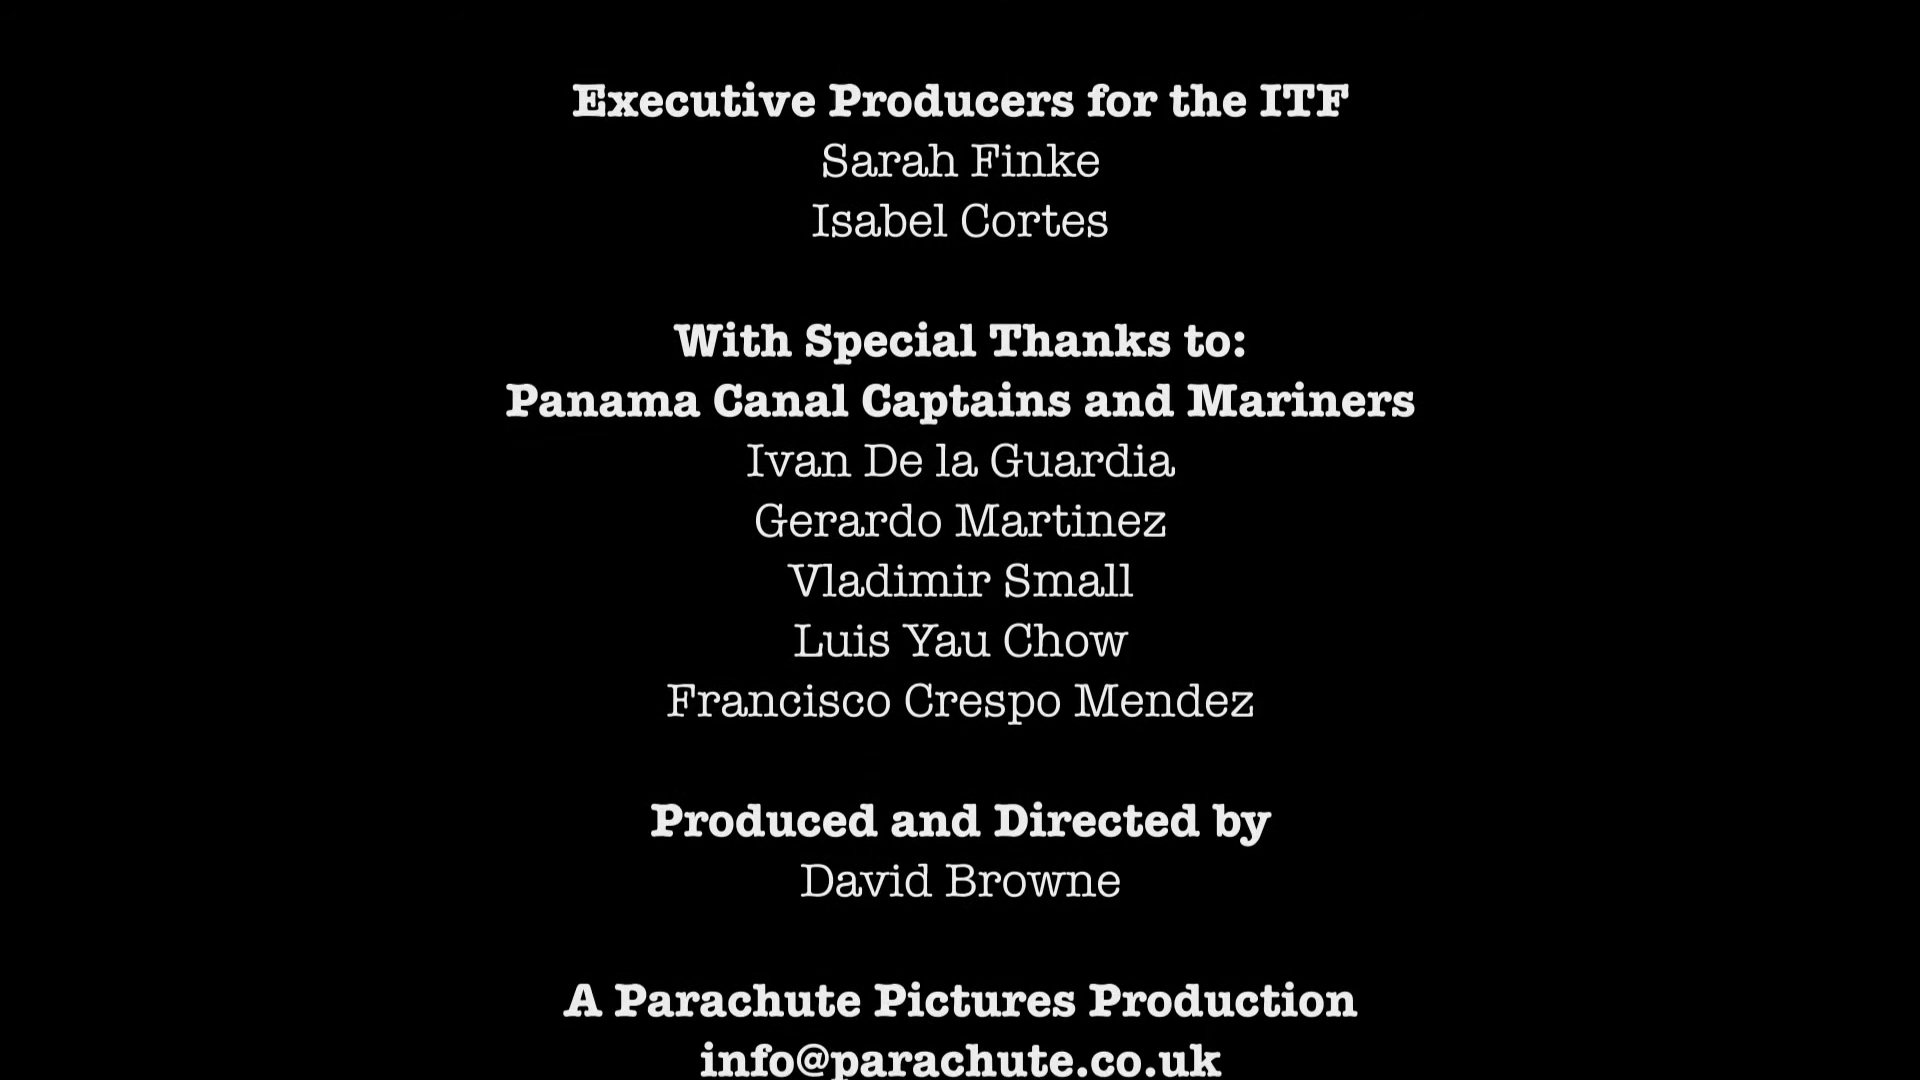 Executive Producers for the ITF
Sarah Finke
Isabel Cortes
With Special Thanks to:
Panama Canal Captains and Mariners
Ivan De la Guardia
Gerardo Martinez
Vladimir Small
Luis Yau Chow
Francisco Crespo Mendez
Produced and Directed by
David Browne
A Parachute Pictures Production
info@parachute.co.uk